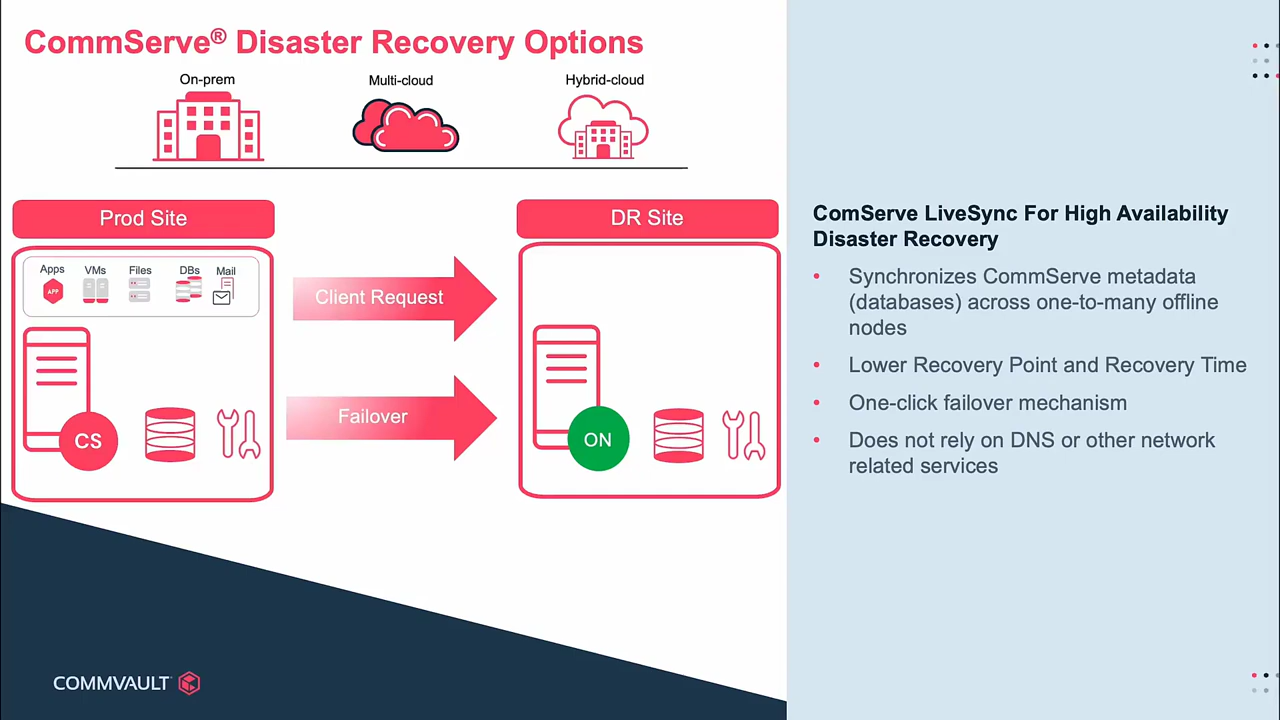 CommServe® Disaster Recovery Options
On-prem
Multi-cloud
Hybrid-cloud
Prod Site
DR Site
Apps
VMs
Files
DBs
Mail
APP
Client Request
Failover
CS
ON
ComServe LiveSync For High Availability
Disaster Recovery
• Synchronizes CommServe metadata
(databases) across one-to-many offline
nodes
• Lower Recovery Point and Recovery Time
• One-click failover mechanism
• Does not rely on DNS or other network
related services
COMMVAULT